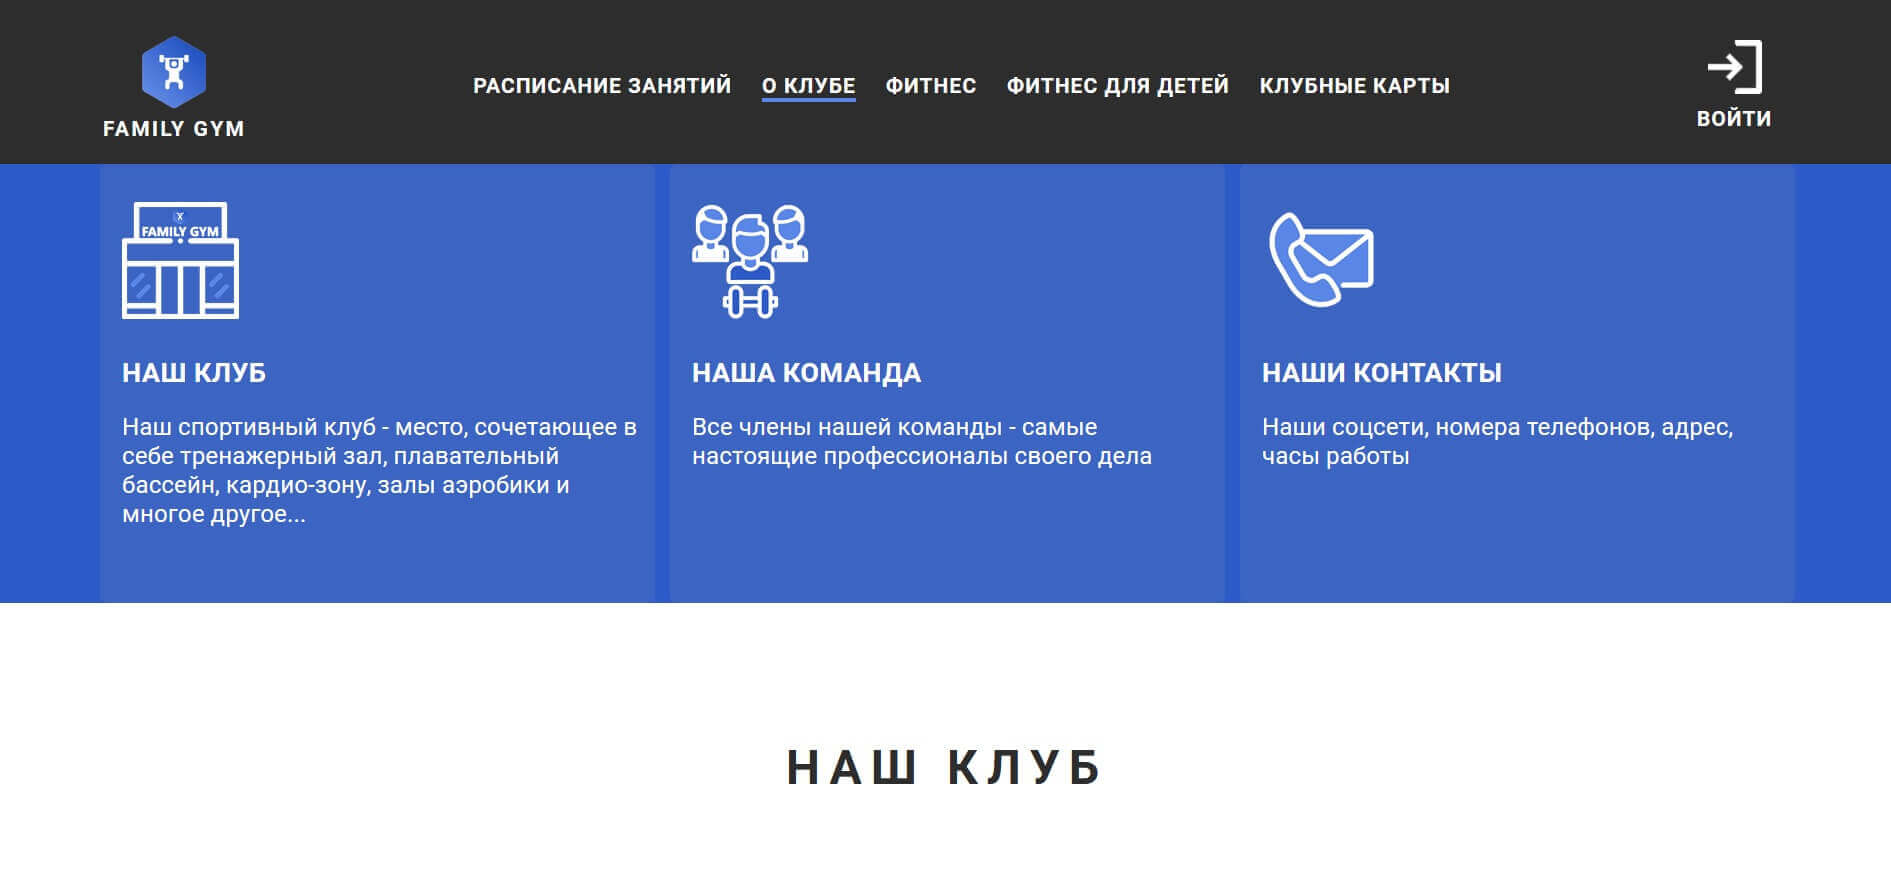 FAMILY GYM
РАСПИСАНИЕ ЗАНЯТИЙ
О КЛУБЕ
ФИТНЕС
ФИТНЕС ДЛЯ ДЕТЕЙ
КЛУБНЫЕ КАРТЫ
ВОЙТИ
FAMILY GYM
НАШ КЛУБ
Наш спортивный клуб - место, сочетающее в
себе тренажерный зал, плавательный
бассейн, кардио-зону, залы аэробики и
многое другое...
НАША КОМАНДА
Все члены нашей команды - самые
настоящие профессионалы своего дела
НАШИ КОНТАКТЫ
Наши соцсети, номера телефонов, адрес,
часы работы
НАШ КЛУБ